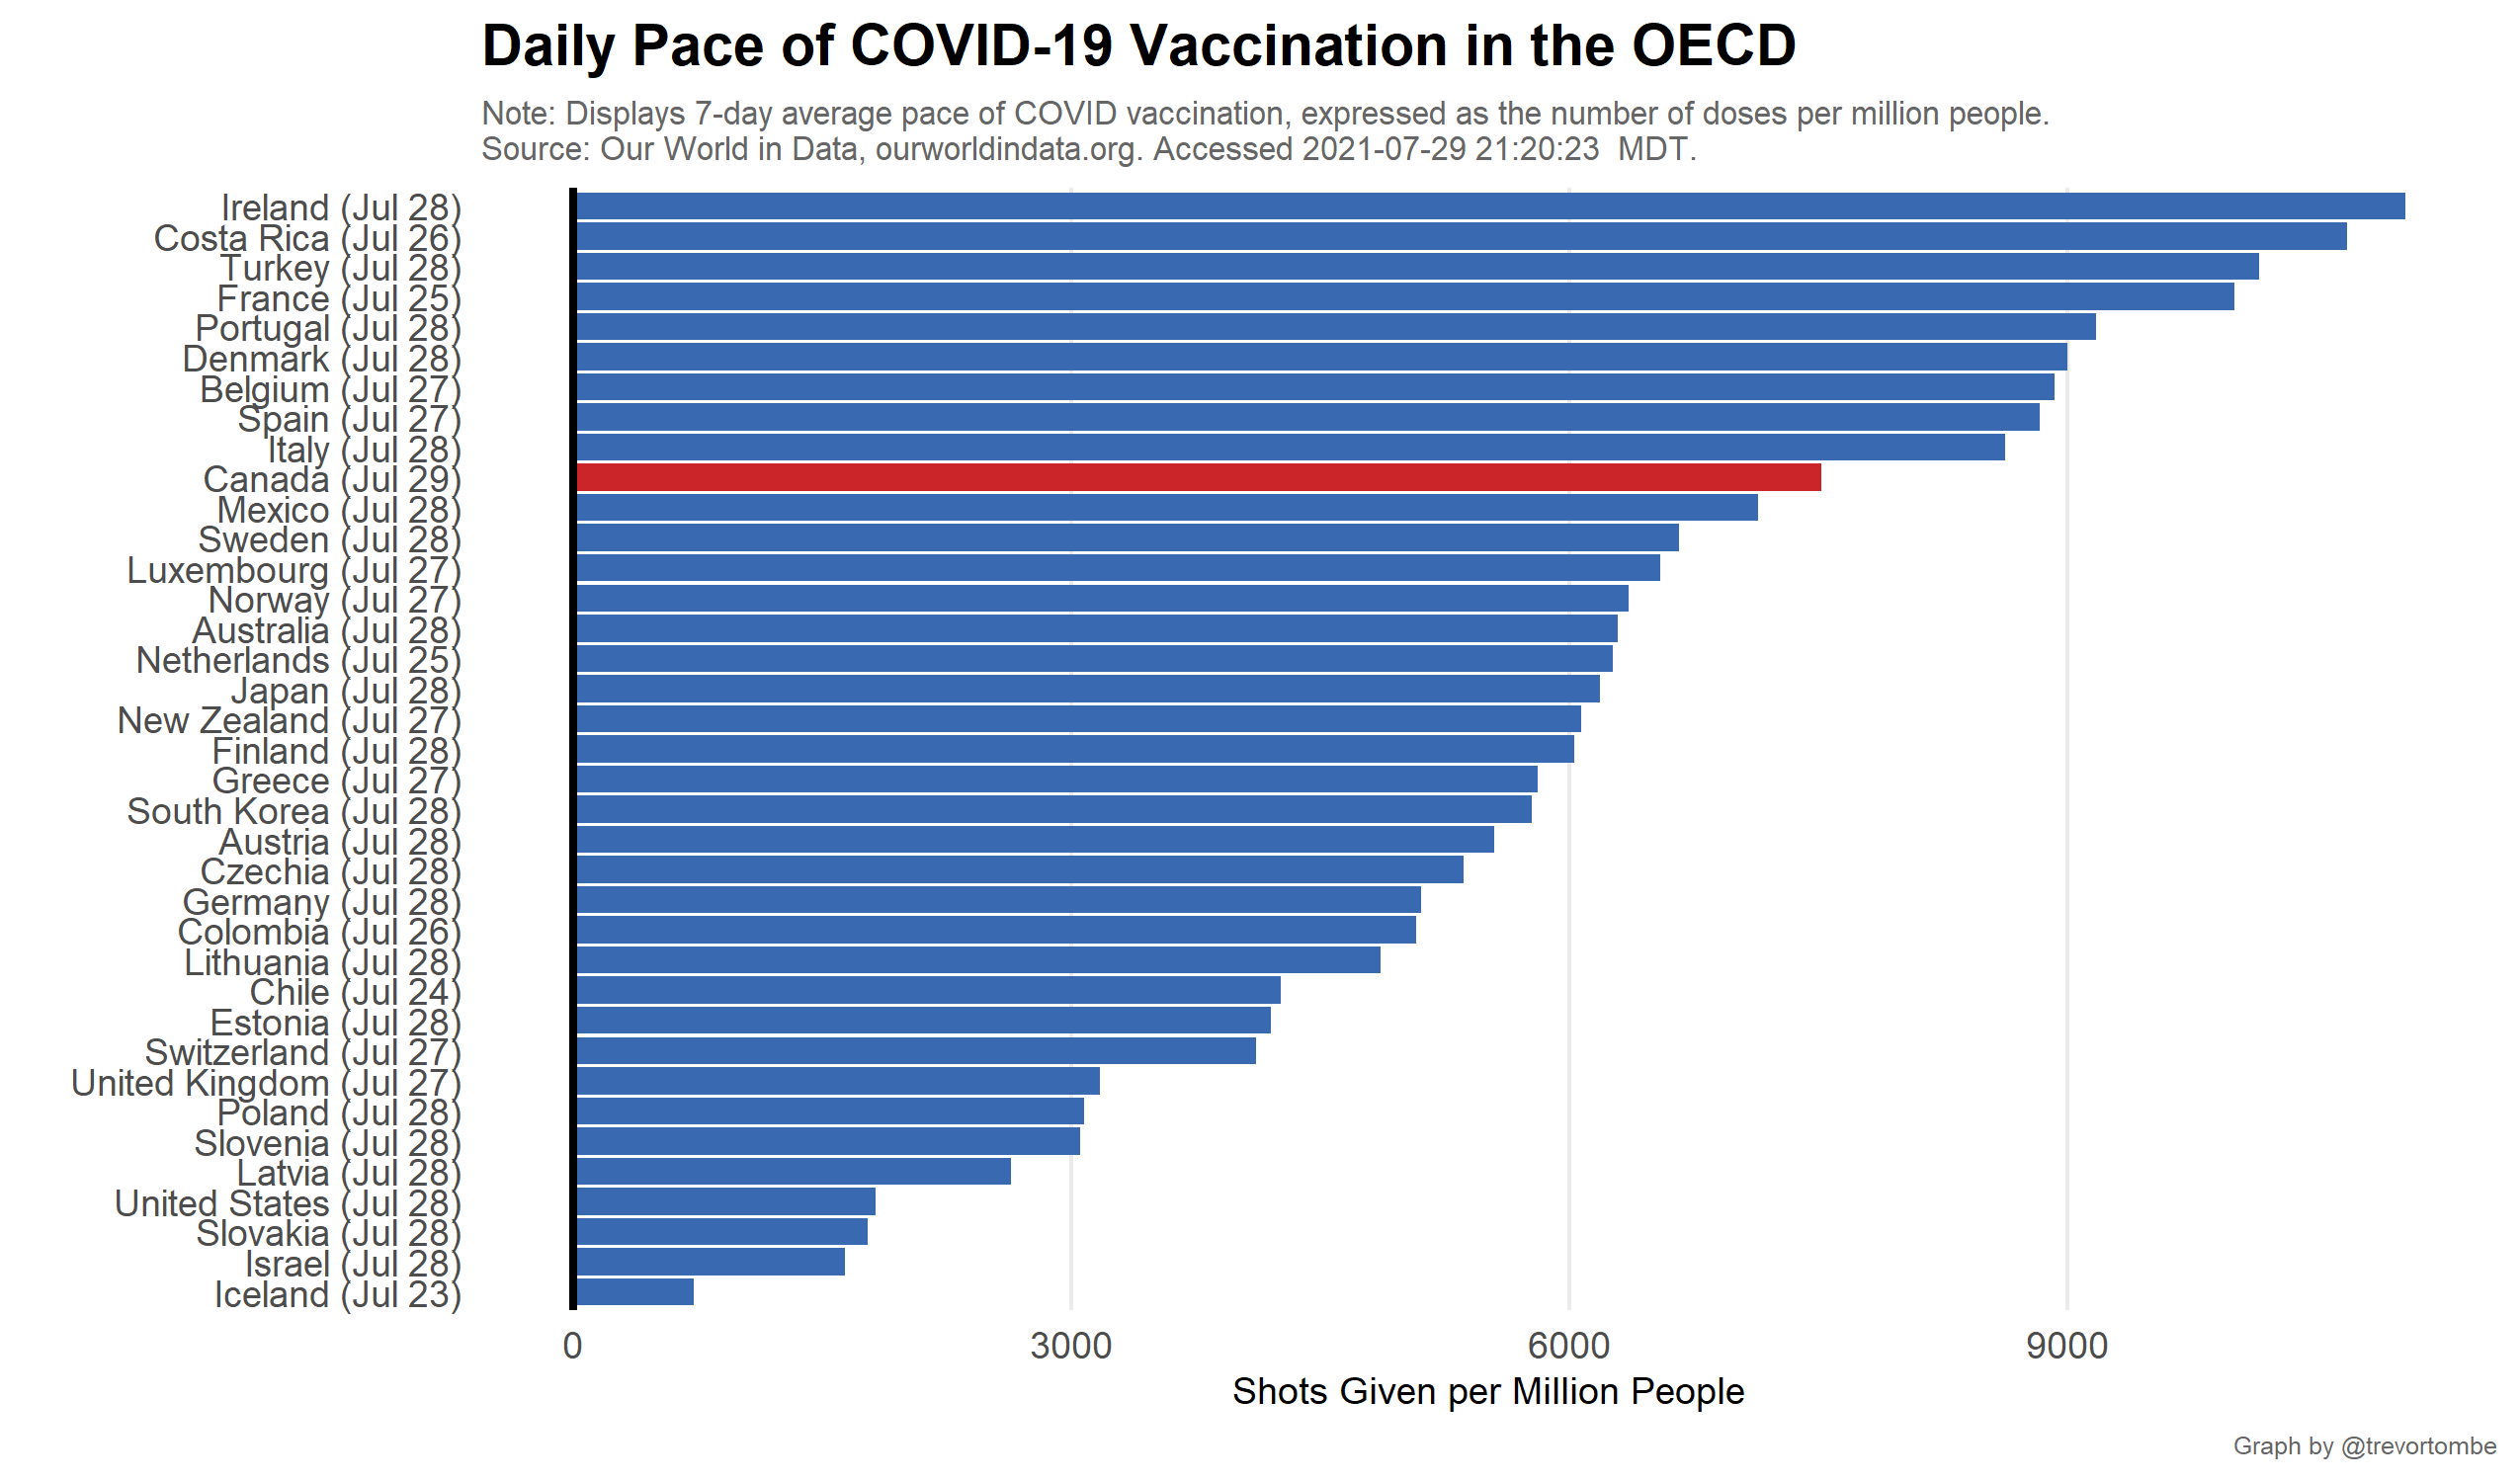 Daily Pace of COVID-19 Vaccination in the OECD
Note: Displays 7-day average pace of COVID vaccination, expressed as the number of doses per million people.
Source: Our World in Data, ourworldindata.org. Accessed 2021-07-29 21:20:23  MDT.
Ireland (Jul 28)
Costa Rica (Jul 26)
Turkey (Jul 28)
France (Jul 25)
Portugal (Jul 28)
Denmark (Jul 28)
Belgium (Jul 27)
Spain (Jul 27)
Italy (Jul 28)
Canada (Jul 29)
Mexico (Jul 28)
Sweden (Jul 28)
Luxembourg (Jul 27)
Norway (Jul 27)
Australia (Jul 28)
Netherlands (Jul 25)
Japan (Jul 28)
New Zealand (Jul 27)
Finland (Jul 28)
Greece (Jul 27)
South Korea (Jul 28)
Austria (Jul 28)
Czechia (Jul 28)
Germany (Jul 28)
Colombia (Jul 26)
Lithuania (Jul 28)
Chile (Jul 24)
Estonia (Jul 28)
Switzerland (Jul 27)
United Kingdom (Jul 27)
Poland (Jul 28)
Slovenia (Jul 28)
Latvia (Jul 28)
United States (Jul 28)
Slovakia (Jul 28)
Israel (Jul 28)
Iceland (Jul 23)
0 3000 6000 9000
Shots Given per Million People
Graph by @trevortombe